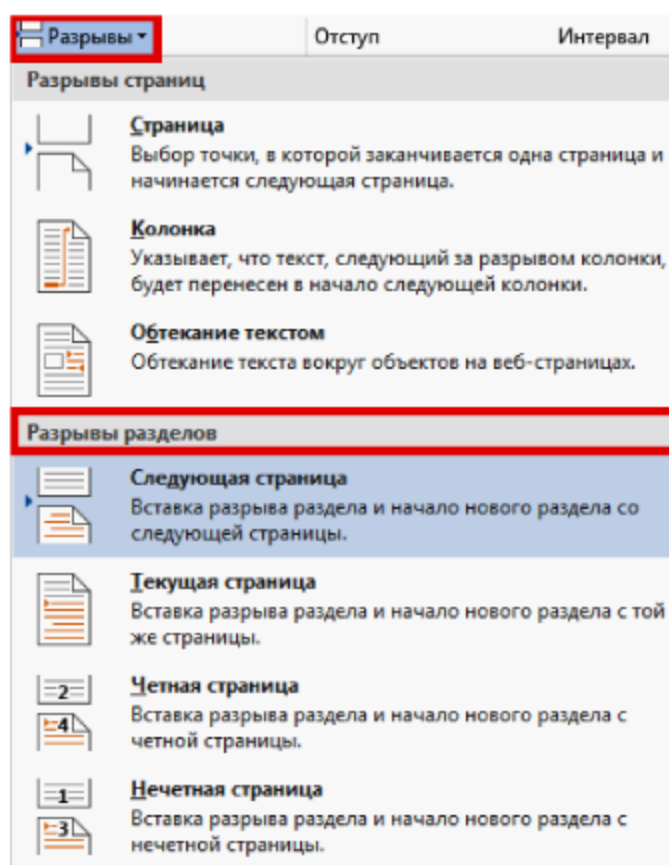 Разрывы Отступ Интервал
Разрывы страниц
Страница
Выбор точки, в которой заканчивается одна страница и
начинается следующая страница.
Колонка
Указывает, что текст, следующий за разрывом колонки,
будет перенесен в начало следующей колонки.
Обтекание текстом
Обтекание текста вокруг объектов на веб-страницах.
Разрывы разделов
Следующая страница
Вставка разрыва раздела и начало нового раздела со
следующей страницы.
Текущая страница
Вставка разрыва раздела и начало нового раздела с той
же страницы.
2
Четная страница
4
Вставка разрыва раздела и начало нового раздела с
четной страницы.
1
Нечетная страница
3
Вставка разрыва раздела и начало нового раздела с
нечетной страницы.